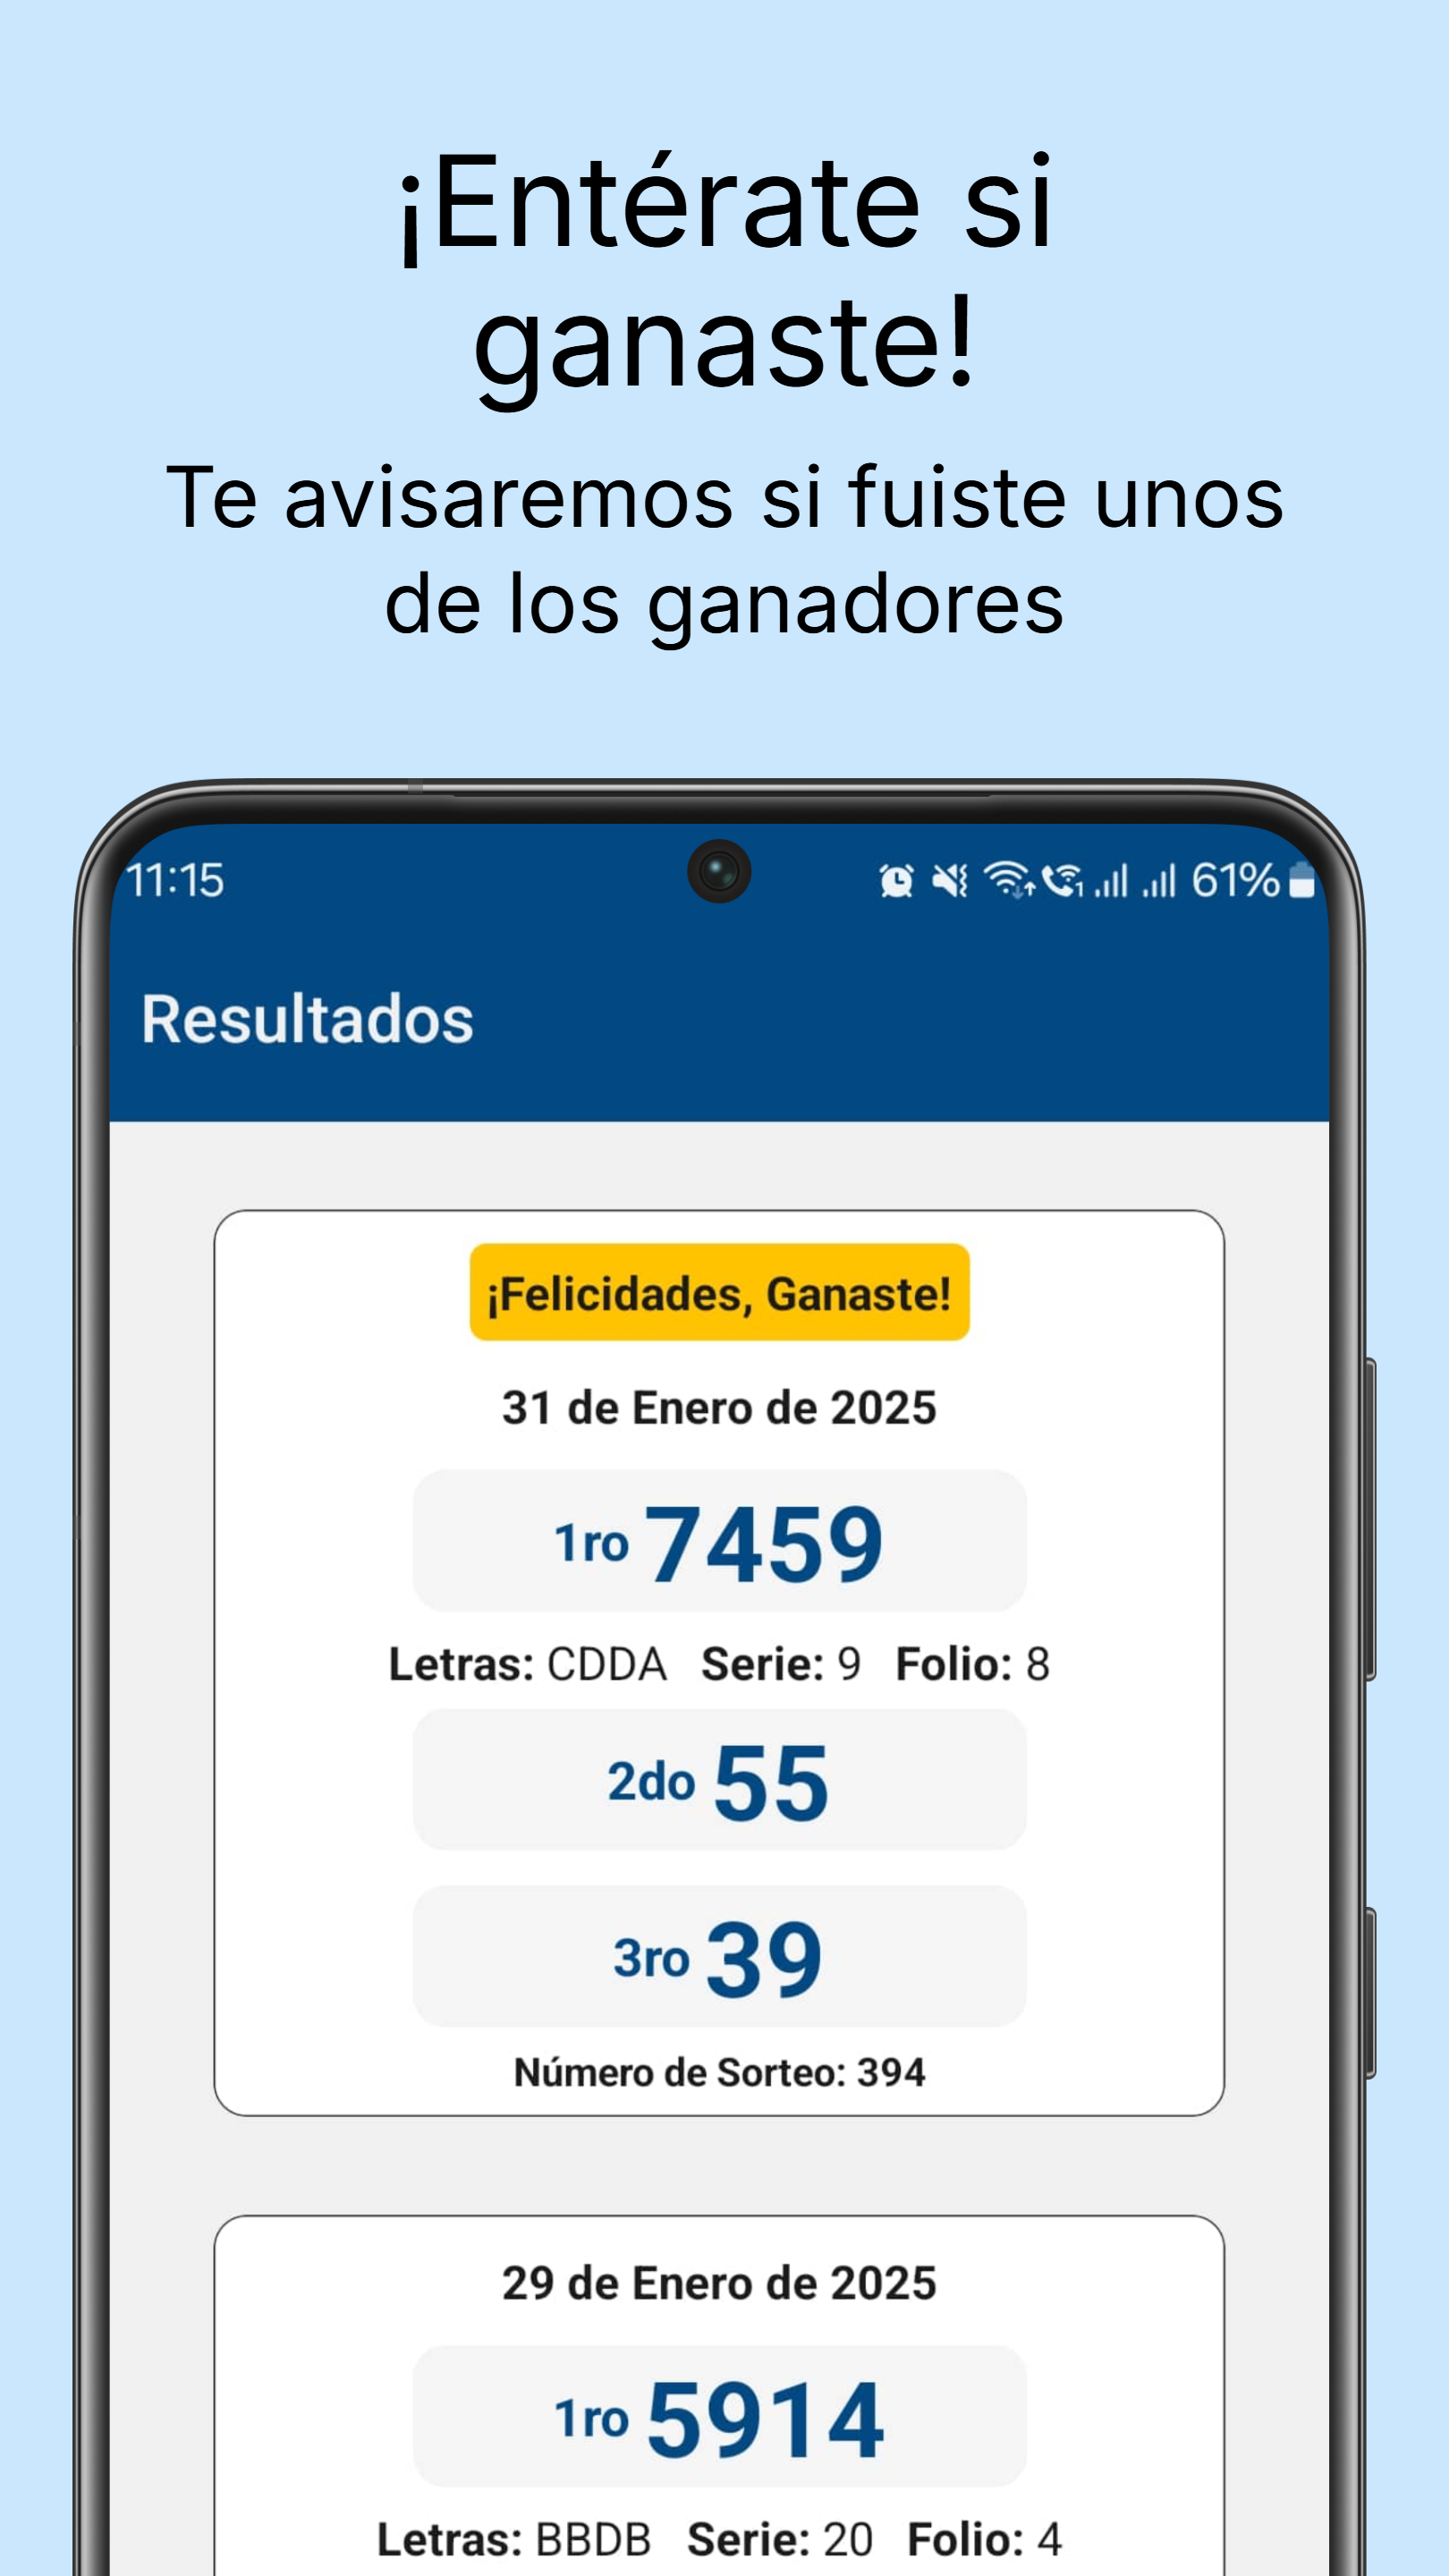 ¡Entérate si
ganaste!
Te avisaremos si fuiste unos
de los ganadores
11:15
61%
Resultados
¡Felicidades, Ganaste!
31 de Enero de 2025
1ro 7459
Letras: CDDA Serie: 9 Folio: 8
2do 55
3ro 39
Número de Sorteo: 394
29 de Enero de 2025
1ro 5914
Letras: BBDB Serie: 20 Folio: 4